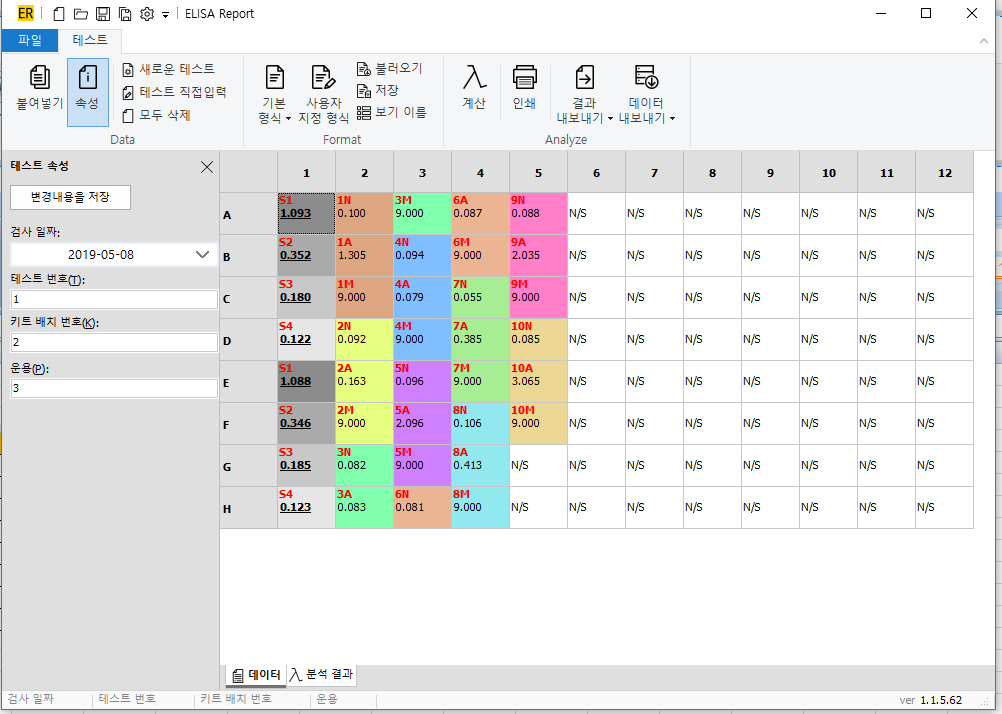 ER ELISA Report
파일 테스트
붙여넣기 속성 새로운 테스트 테스트 직접입력 모두 삭제
기본 형식 사용자 지정 형식 불러오기 저장 보기 이름
계산 인쇄 결과 내보내기 데이터 내보내기
Data Format Analyze
테스트 속성
변경내용을 저장
검사 일짜:
2019-05-08
테스트 번호(T):
1
키트 배치 번호(K):
2
운용(P):
3
1 2 3 4 5 6 7 8 9 10 11 12
S1 1N 3M 6A 9N
A 1.093 0.100 9.000 0.087 0.088 N/S N/S N/S N/S N/S N/S N/S
S2 1A 4N 6M 9A
B 0.352 1.305 0.094 9.000 2.035 N/S N/S N/S N/S N/S N/S N/S
S3 1M 4A 7N 9M
C 0.180 9.000 0.079 0.055 9.000 N/S N/S N/S N/S N/S N/S N/S
S4 2N 4M 7A 10N
D 0.122 0.092 9.000 0.385 0.085 N/S N/S N/S N/S N/S N/S N/S
S1 2A 5N 7M 10A
E 1.088 0.163 0.096 9.000 3.065 N/S N/S N/S N/S N/S N/S N/S
S2 2M 5A 8N 10M
F 0.346 9.000 2.096 0.106 9.000 N/S N/S N/S N/S N/S N/S N/S
S3 3N 5M 8A
G 0.185 0.082 9.000 0.413 N/S N/S N/S N/S N/S N/S N/S N/S
S4 3A 6N 8M
H 0.123 0.083 0.081 9.000 N/S N/S N/S N/S N/S N/S N/S N/S
데이터 분석 결과
검사 일짜 테스트 번호 키트 배치 번호 운용 ver 1.1.5.62